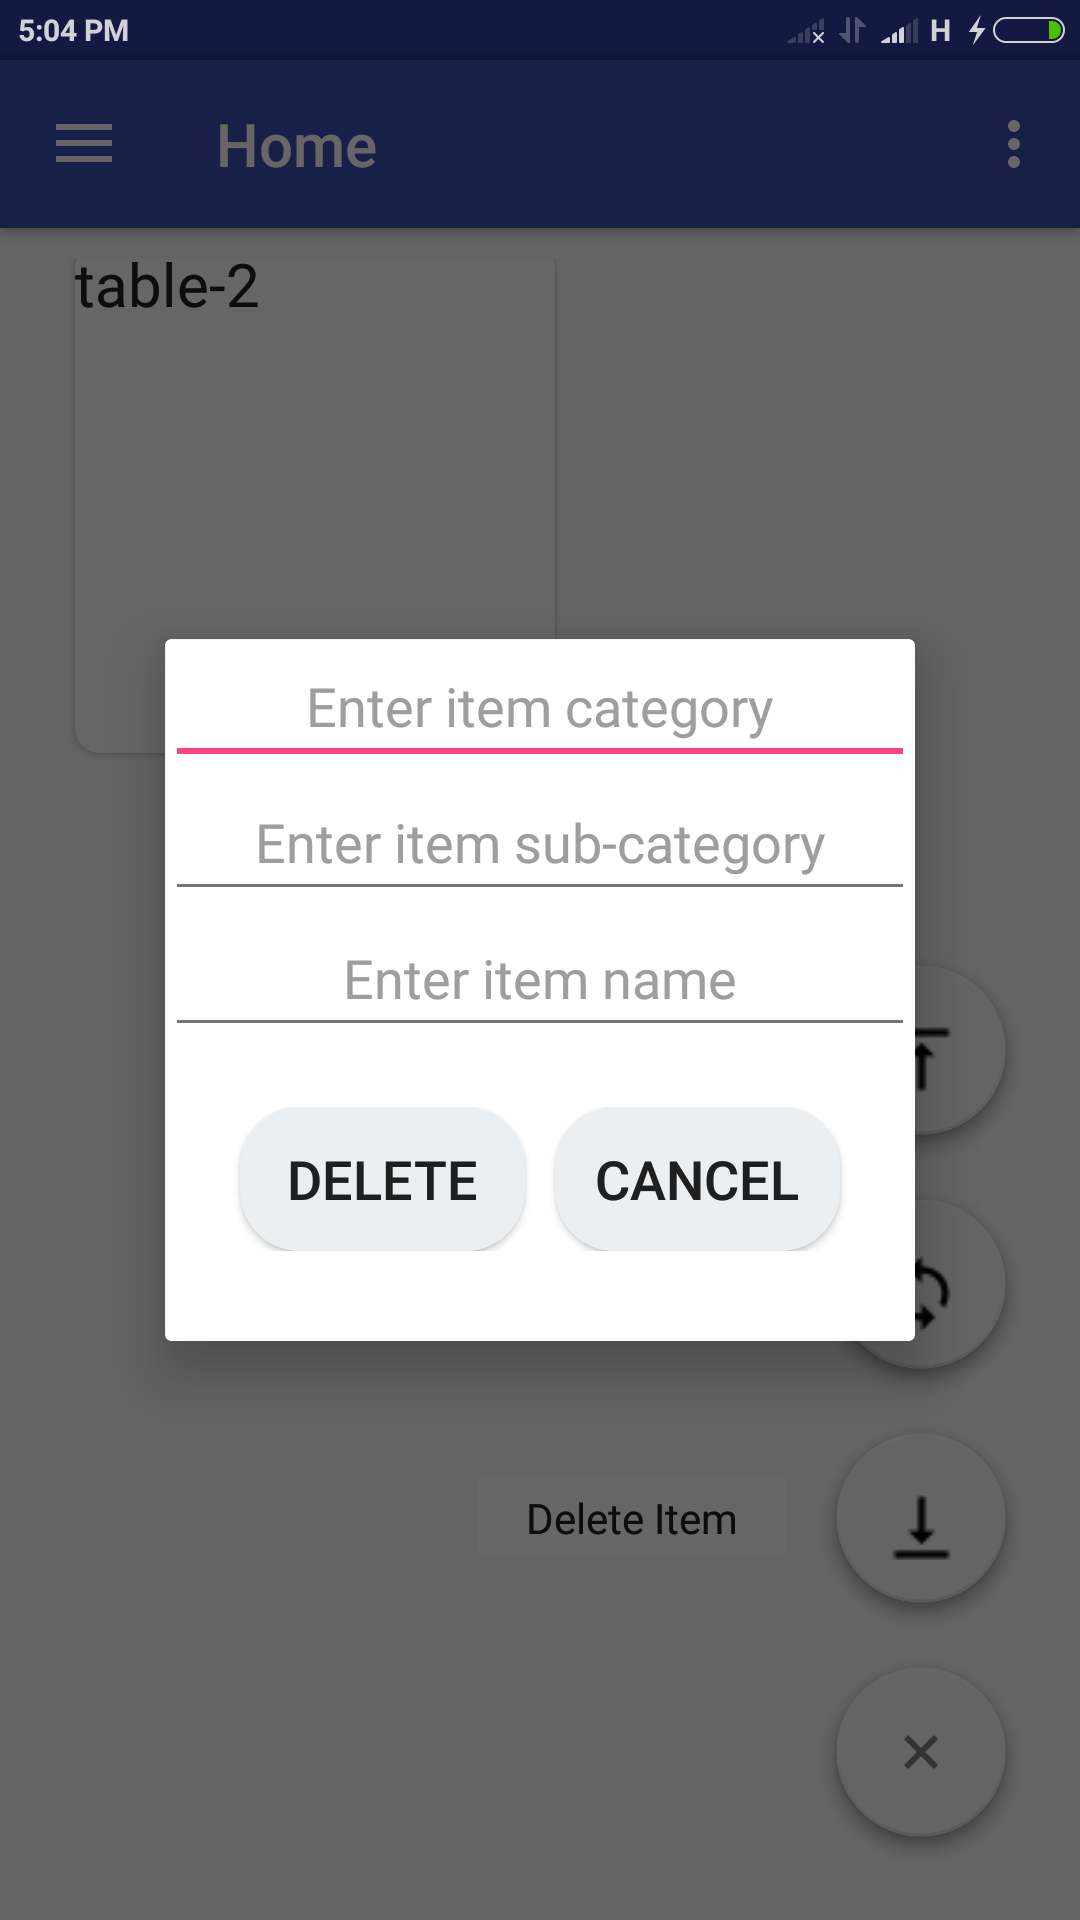 5:04 PM H
Home
table-2
Enter item category
Enter item sub-category
Enter item name
DELETE CANCEL
Delete Item